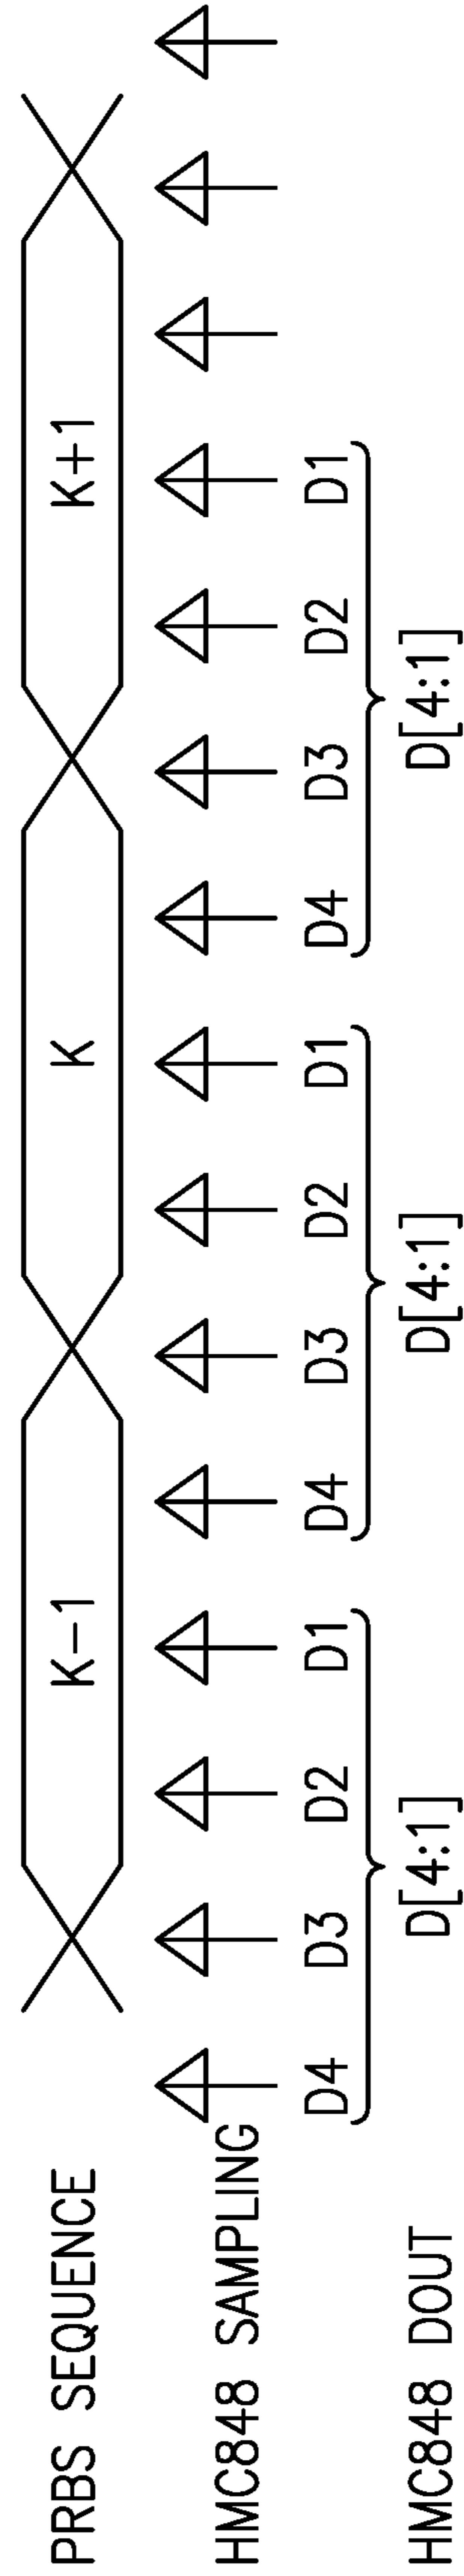 PRBS SEQUENCE K-1 K K+1
HMC848 SAMPLING
D4 D3 D2 D1 D4 D3 D2 D1 D4 D3 D2 D1
HMC848 DOUT D[4:1] D[4:1] D[4:1]